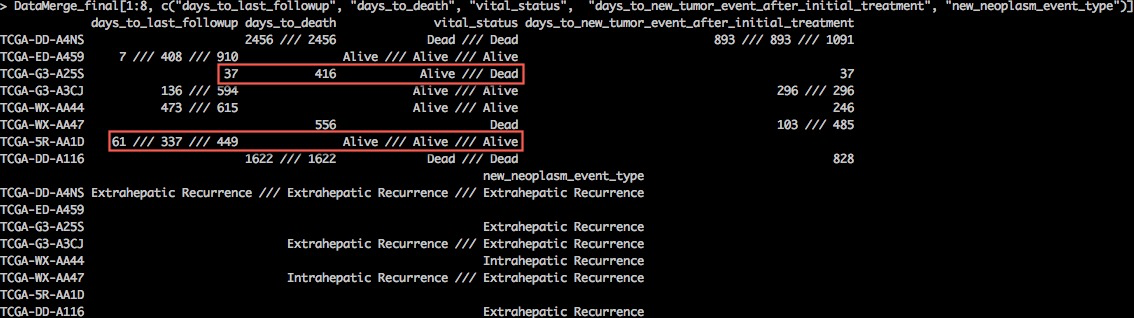 > DataMerge_final[1:8, c("days_to_last_followup", "days_to_death", "vital_status",  "days_to_new_tumor_event_after_initial_treatment", "new_neoplasm_event_type")]
days_to_last_followup days_to_death vital_status days_to_new_tumor_event_after_initial_treatment
TCGA-DD-A4NS 2456 /// 2456 Dead /// Dead 893 /// 893 /// 1091
TCGA-ED-A459 7 /// 408 /// 910 Alive /// Alive /// Alive
TCGA-G3-A25S 37 416 Alive /// Dead 37
TCGA-G3-A3CJ 136 /// 594 Alive /// Alive 296 /// 296
TCGA-WX-AA44 473 /// 615 Alive /// Alive 246
TCGA-WX-AA47 556 Dead 103 /// 485
TCGA-5R-AA1D 61 /// 337 /// 449 Alive /// Alive /// Alive
TCGA-DD-A116 1622 /// 1622 Dead /// Dead 828
new_neoplasm_event_type
TCGA-DD-A4NS Extrahepatic Recurrence /// Extrahepatic Recurrence /// Extrahepatic Recurrence
TCGA-ED-A459
TCGA-G3-A25S Extrahepatic Recurrence
TCGA-G3-A3CJ Extrahepatic Recurrence /// Extrahepatic Recurrence
TCGA-WX-AA44 Intrahepatic Recurrence
TCGA-WX-AA47 Intrahepatic Recurrence /// Extrahepatic Recurrence
TCGA-5R-AA1D
TCGA-DD-A116 Extrahepatic Recurrence